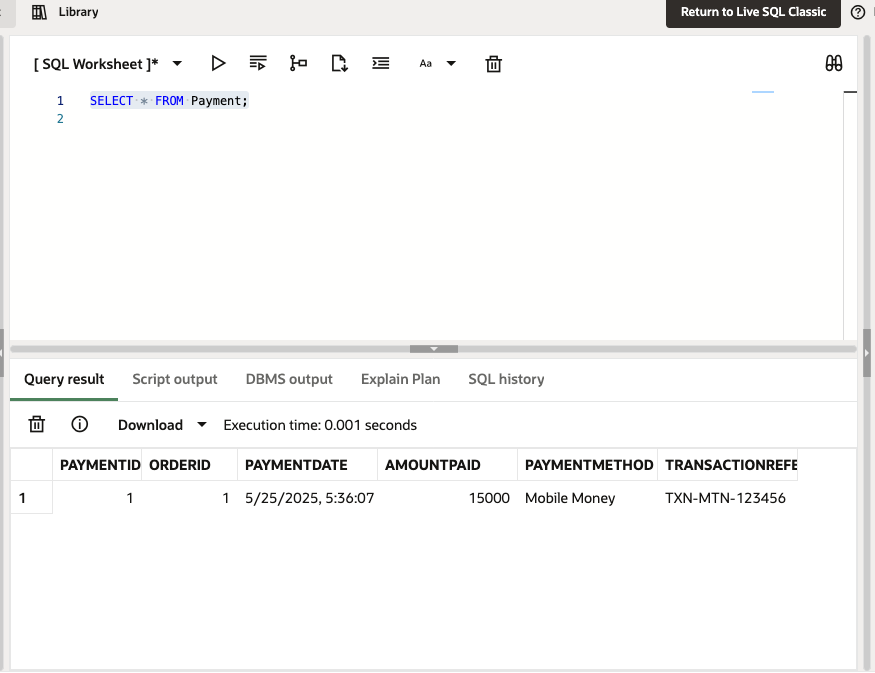 Library
Return to Live SQL Classic
[ SQL Worksheet ]*
Aa
1 SELECT * FROM Payment;
2
Query result Script output DBMS output Explain Plan SQL history
Download Execution time: 0.001 seconds
PAYMENTID ORDERID PAYMENTDATE AMOUNTPAID PAYMENTMETHOD TRANSACTIONREFE
1 1 1 5/25/2025, 5:36:07 15000 Mobile Money TXN-MTN-123456